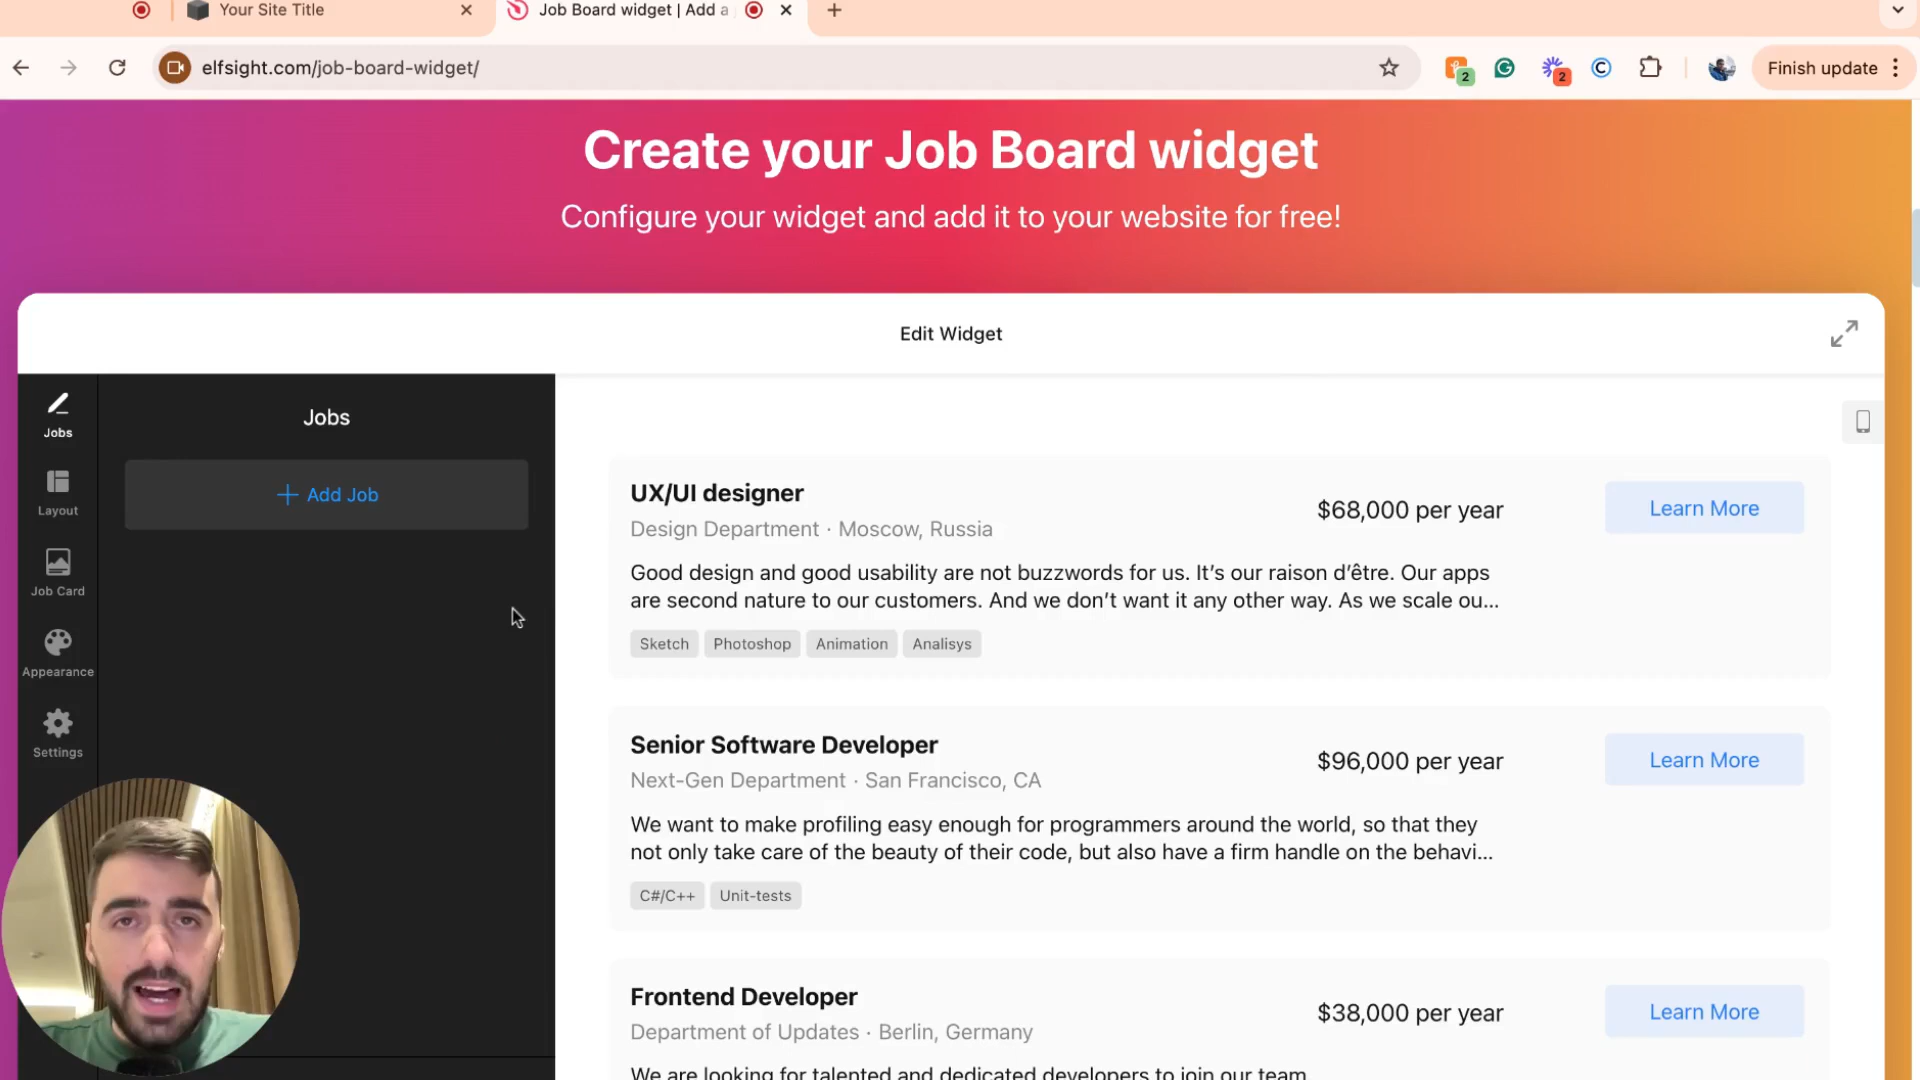 Your Site Title
Job Board widget | Add a
elfsight.com/job-board-widget/
2
2
Finish update
Create your Job Board widget
Configure your widget and add it to your website for free!
Edit Widget
Jobs
Layout
Job Card
Appearance
Settings
Jobs
+ Add Job
UX/UI designer
Design Department · Moscow, Russia
$68,000 per year
Learn More
Good design and good usability are not buzzwords for us. It’s our raison d’être. Our apps
are second nature to our customers. And we don’t want it any other way. As we scale ou...
Sketch
Photoshop
Animation
Analisys
Senior Software Developer
Next-Gen Department · San Francisco, CA
$96,000 per year
Learn More
We want to make profiling easy enough for programmers around the world, so that they
not only take care of the beauty of their code, but also have a firm handle on the behavi...
C#/C++
Unit-tests
Frontend Developer
Department of Updates · Berlin, Germany
$38,000 per year
Learn More
We are looking for talented and dedicated developers to join our team.